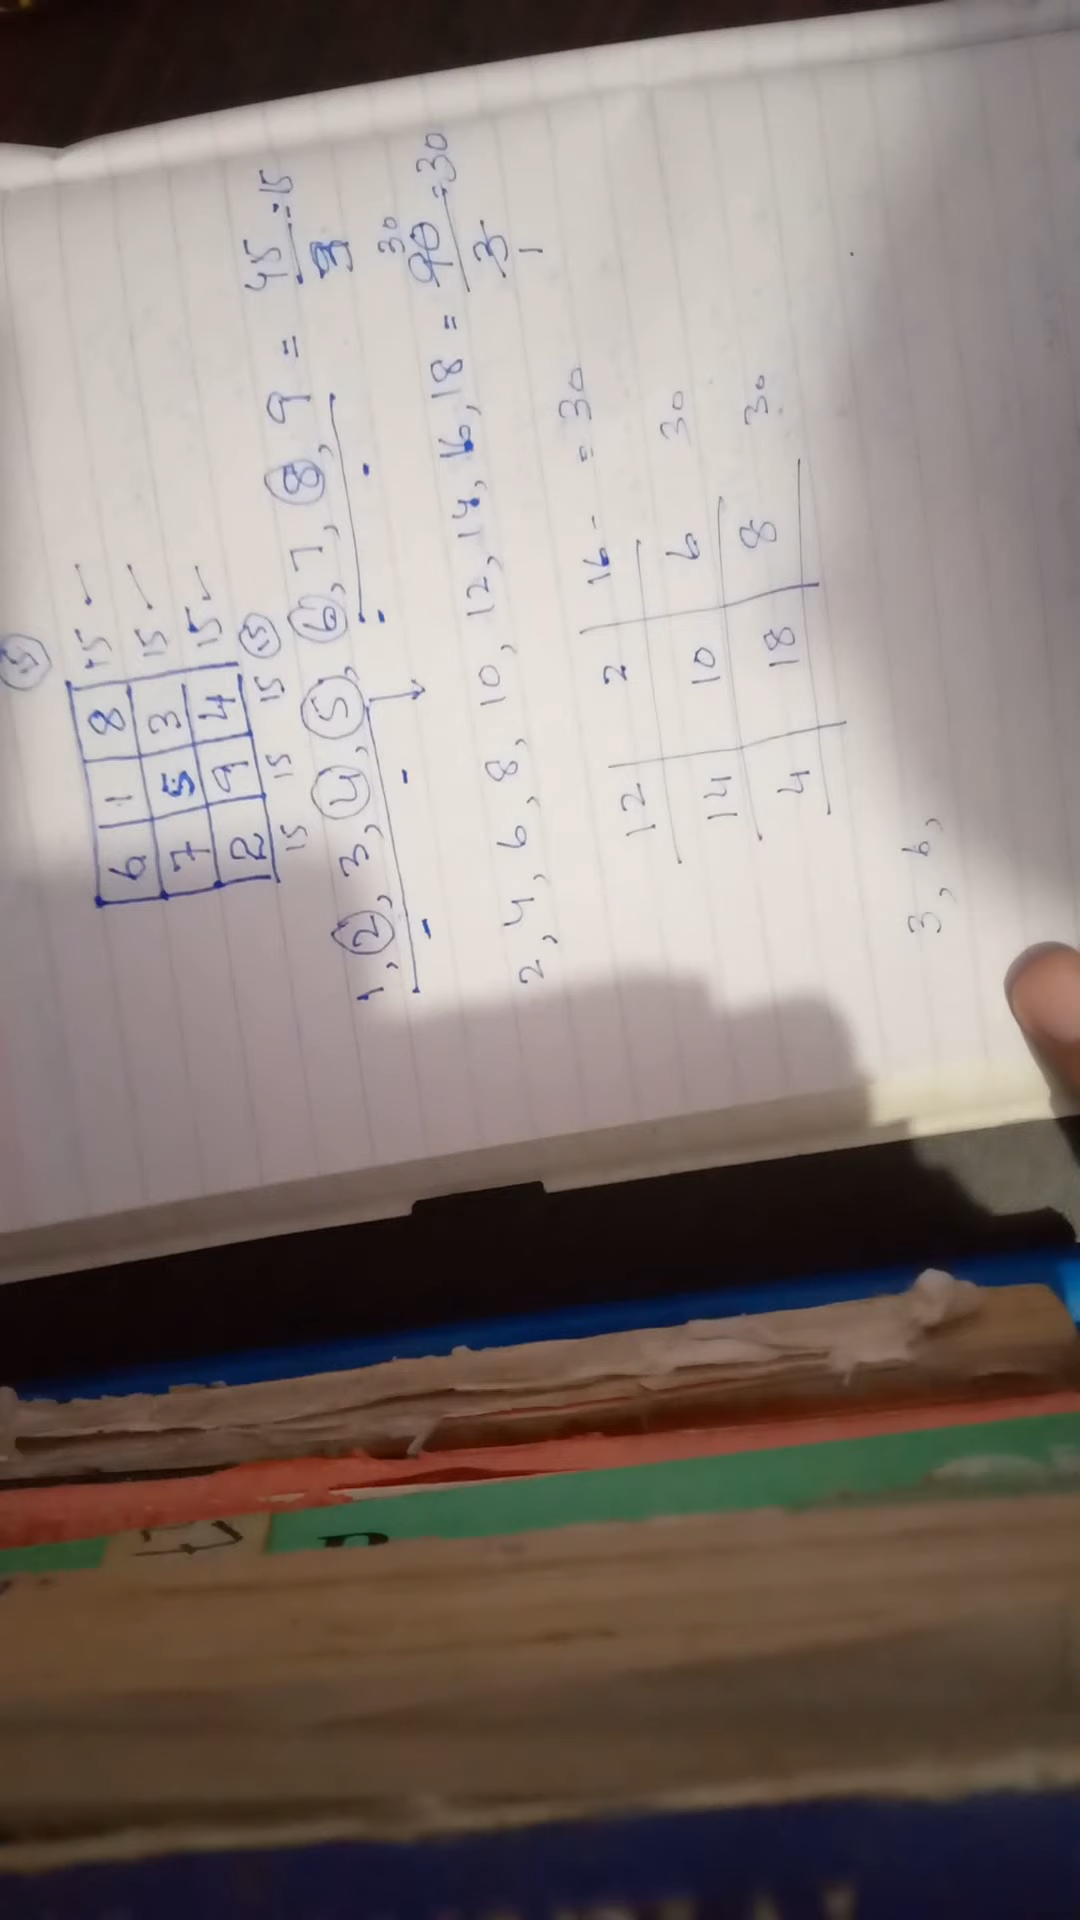 15
6 1 8 15 ✓
7 5 3 15 ✓
2 9 4 15 ✓
15 15 15 15
1, 2, 3, 4, 5, 6, 7, 8, 9 = 45/3 = 15
2, 4, 6, 8, 10, 12, 14, 16, 18 = 90/3 = 30
30
1
12 2 16 - = 30
14 10 6 30
4 18 8 30
3, 6,